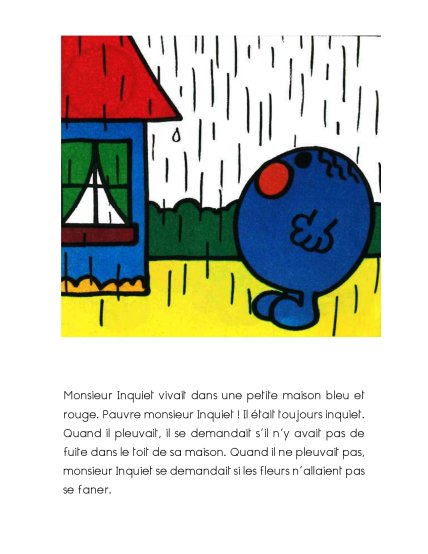 Monsieur Inquiet vivait dans une petite maison bleu et
rouge. Pauvre monsieur Inquiet ! Il était toujours inquiet.
Quand il pleuvait, il se demandait s'il n'y avait pas de
fuite dans le toit de sa maison. Quand il ne pleuvait pas,
monsieur Inquiet se demandait si les fleurs n'allaient pas
se faner.